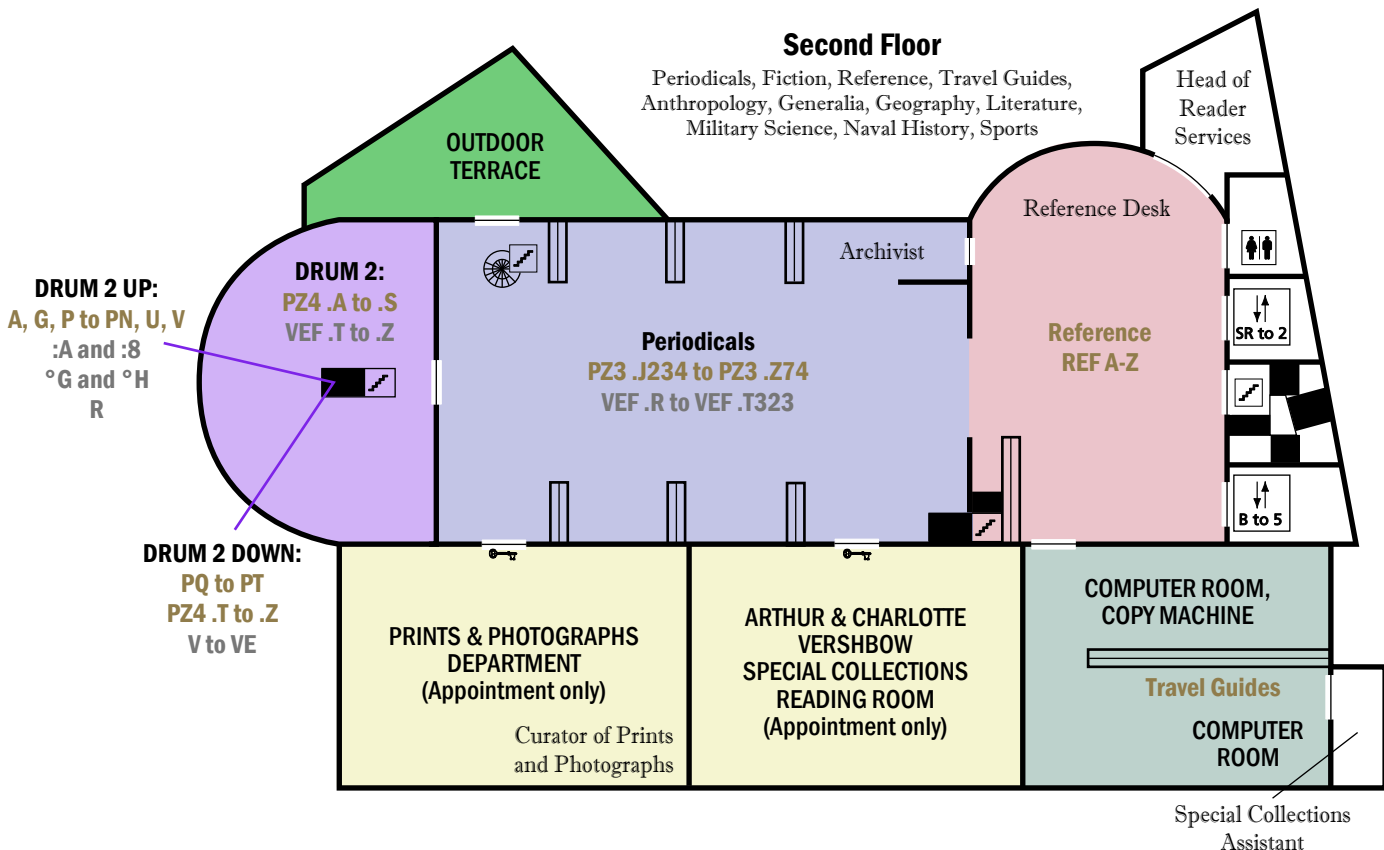 Second Floor
Periodicals, Fiction, Reference, Travel Guides,
Anthropology, Generalia, Geography, Literature,
Military Science, Naval History, Sports
Head of
Reader
Services
OUTDOOR
TERRACE
Reference Desk
Archivist
DRUM 2:
PZ4 .A to .S
VEF .T to .Z
DRUM 2 UP:
A, G, P to PN, U, V
:A and :8
°G and °H
R
Periodicals
PZ3 .J234 to PZ3 .Z74
VEF .R to VEF .T323
Reference
REF A-Z
SR to 2
B to 5
DRUM 2 DOWN:
PQ to PT
PZ4 .T to .Z
V to VE
PRINTS & PHOTOGRAPHS
DEPARTMENT
(Appointment only)
Curator of Prints
and Photographs
ARTHUR & CHARLOTTE
VERSHBOW
SPECIAL COLLECTIONS
READING ROOM
(Appointment only)
COMPUTER ROOM,
COPY MACHINE
Travel Guides
COMPUTER
ROOM
Special Collections
Assistant